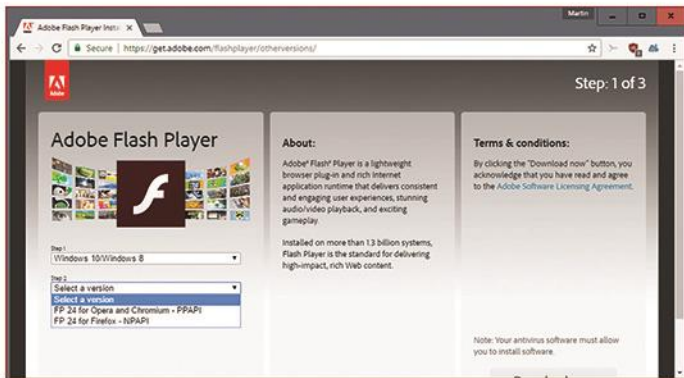 Martin
Adobe Flash Player Insta
Secure | https://get.adobe.com/flashplayer/otherversions/
Adobe
Step: 1 of 3
Adobe Flash Player
Step 1
Windows 10/Windows 8
Step 2
Select a version
Select a version
FP 24 for Opera and Chromium - PPAPI
FP 24 for Firefox - NPAPI
About:
Adobe® Flash® Player is a lightweight
browser plug-in and rich Internet
application runtime that delivers consistent
and engaging user experiences, stunning
audio/video playback, and exciting
gameplay.
Installed on more than 1.3 billion systems,
Flash Player is the standard for delivering
high-impact, rich Web content.
Terms & conditions:
By clicking the "Download now" button, you
acknowledge that you have read and agree
to the Adobe Software Licensing Agreement.
Note: Your antivirus software must allow
you to install software.